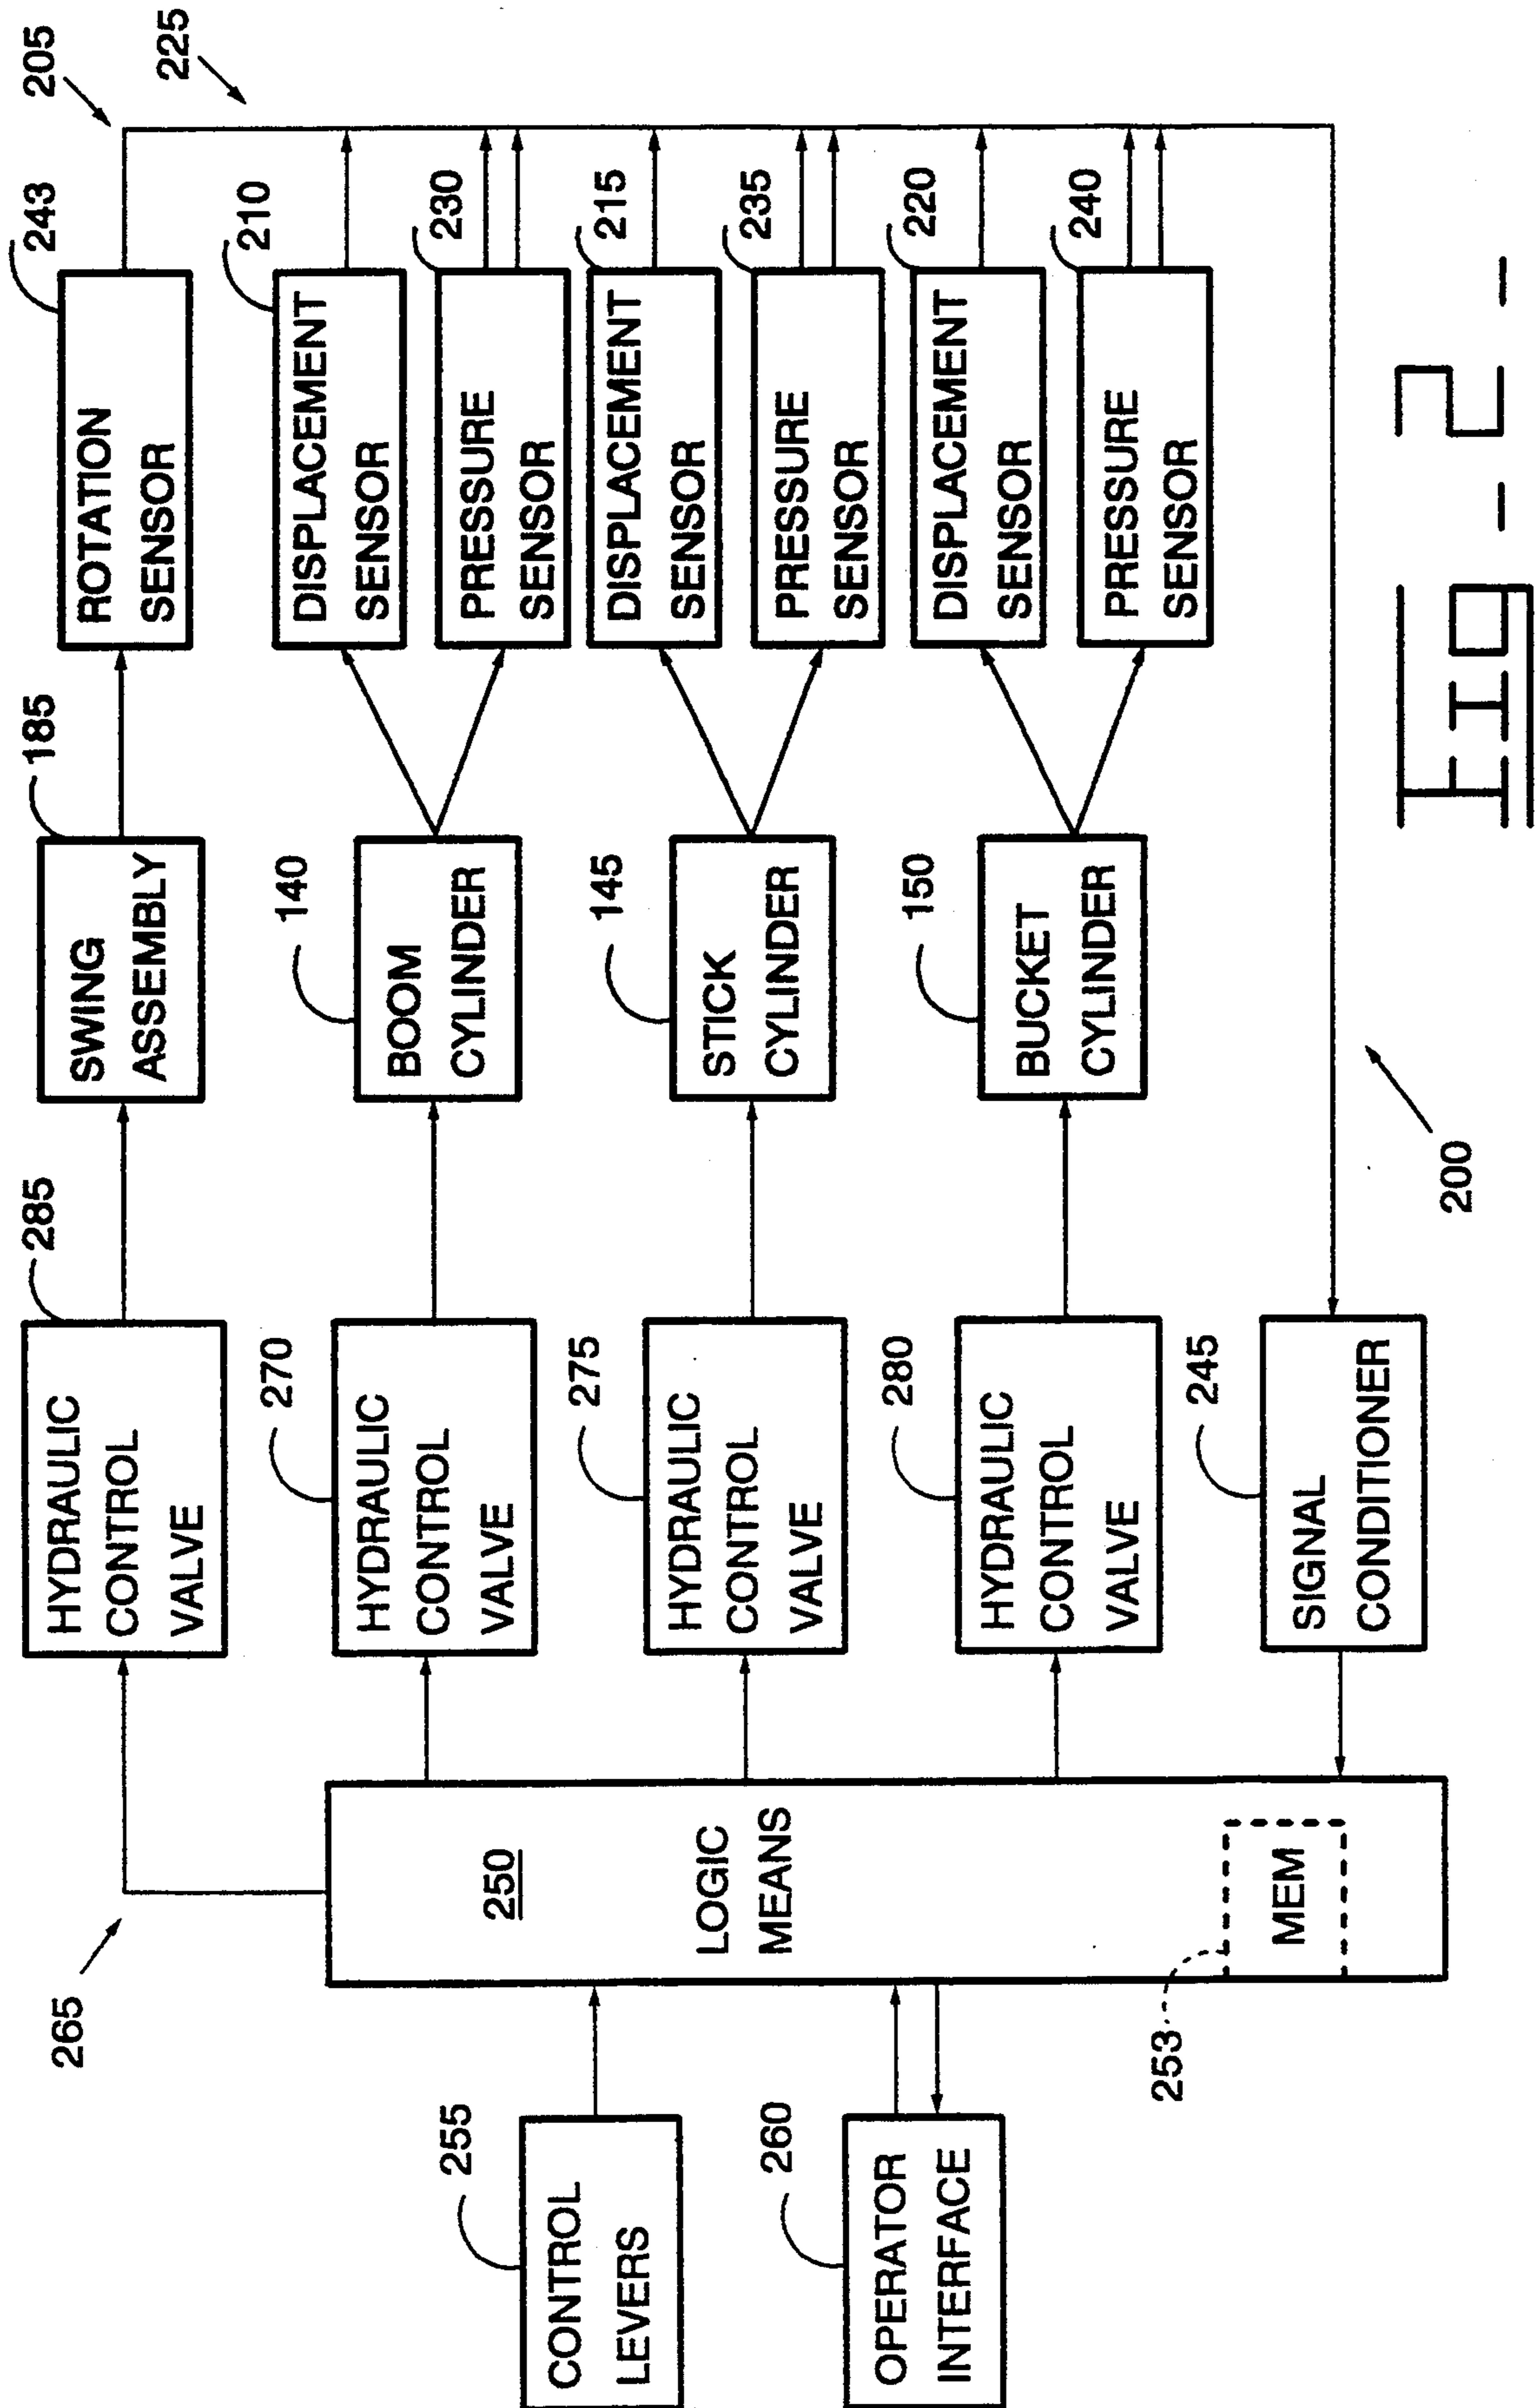 265
HYDRAULIC
CONTROL
VALVE
285
SWING
ASSEMBLY
185
ROTATION
SENSOR
243
205
225
CONTROL
LEVERS
255
OPERATOR
INTERFACE
260
250
LOGIC
MEANS
MEM
253
HYDRAULIC
CONTROL
VALVE
270
BOOM
CYLINDER
140
DISPLACEMENT
SENSOR
210
PRESSURE
SENSOR
230
HYDRAULIC
CONTROL
VALVE
275
STICK
CYLINDER
145
DISPLACEMENT
SENSOR
215
PRESSURE
SENSOR
235
HYDRAULIC
CONTROL
VALVE
280
BUCKET
CYLINDER
150
DISPLACEMENT
SENSOR
220
PRESSURE
SENSOR
240
SIGNAL
CONDITIONER
245
200
Fig - 2 -